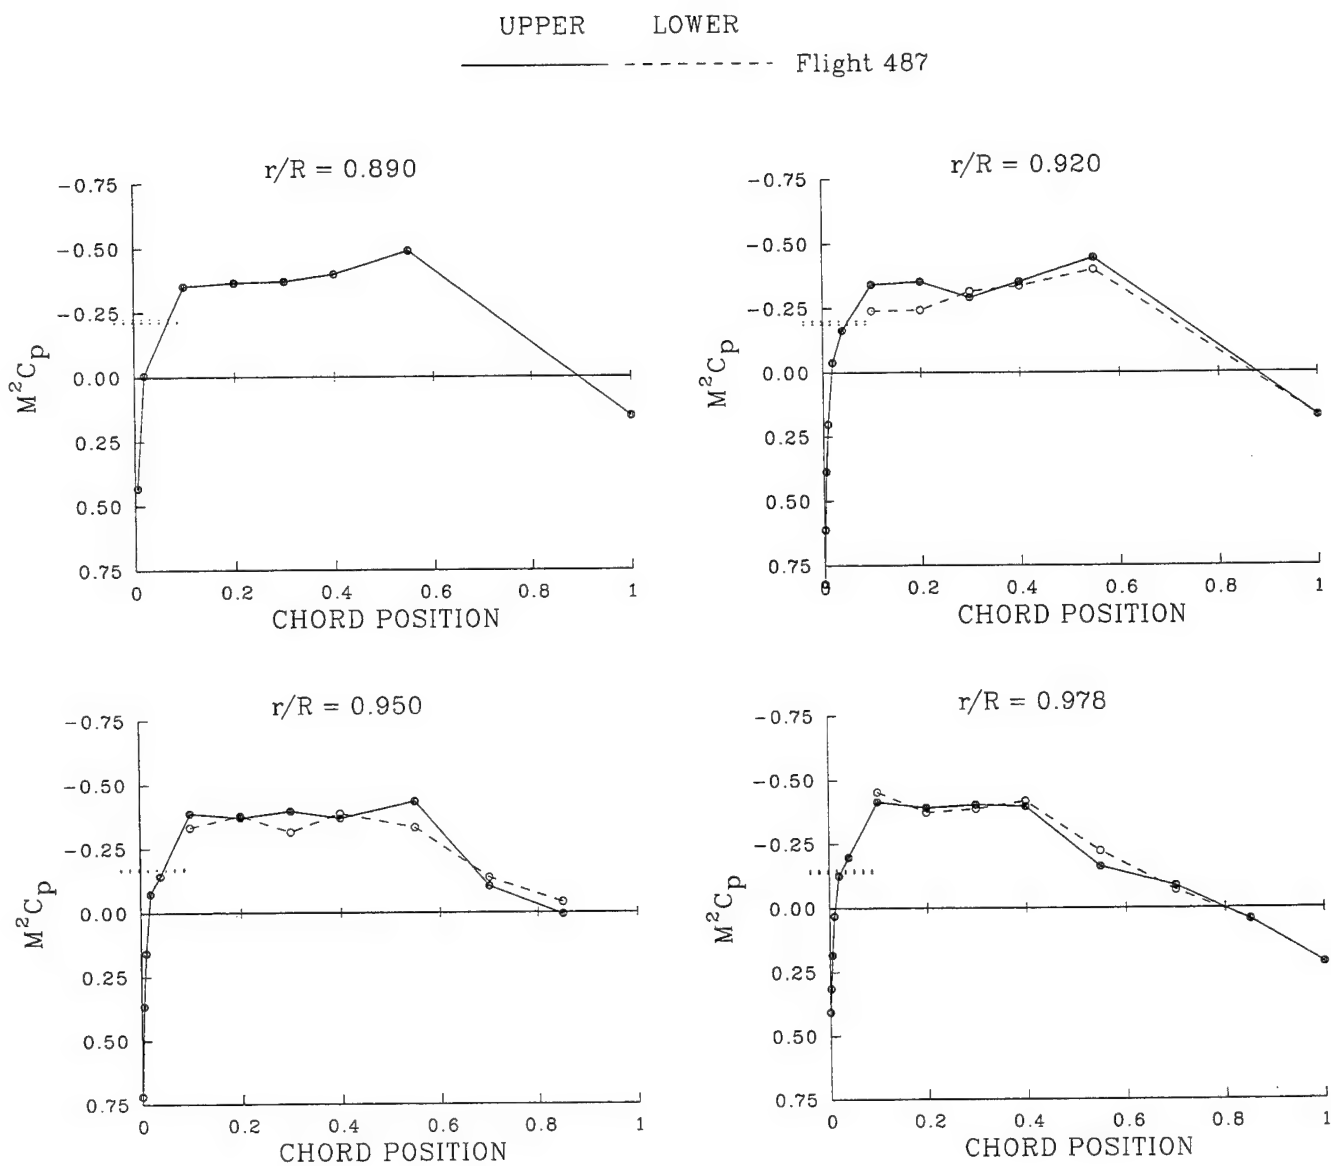 UPPER LOWER
Flight 487
r/R = 0.890
-0.75
-0.50
-0.25
0.00
0.25
0.50
0.75
M²Cp
0 0.2 0.4 0.6 0.8 1
CHORD POSITION
r/R = 0.920
-0.75
-0.50
-0.25
0.00
0.25
0.50
0.75
M²Cp
0 0.2 0.4 0.6 0.8 1
CHORD POSITION
r/R = 0.950
-0.75
-0.50
-0.25
0.00
0.25
0.50
0.75
M²Cp
0 0.2 0.4 0.6 0.8 1
CHORD POSITION
r/R = 0.978
-0.75
-0.50
-0.25
0.00
0.25
0.50
0.75
M²Cp
0 0.2 0.4 0.6 0.8 1
CHORD POSITION